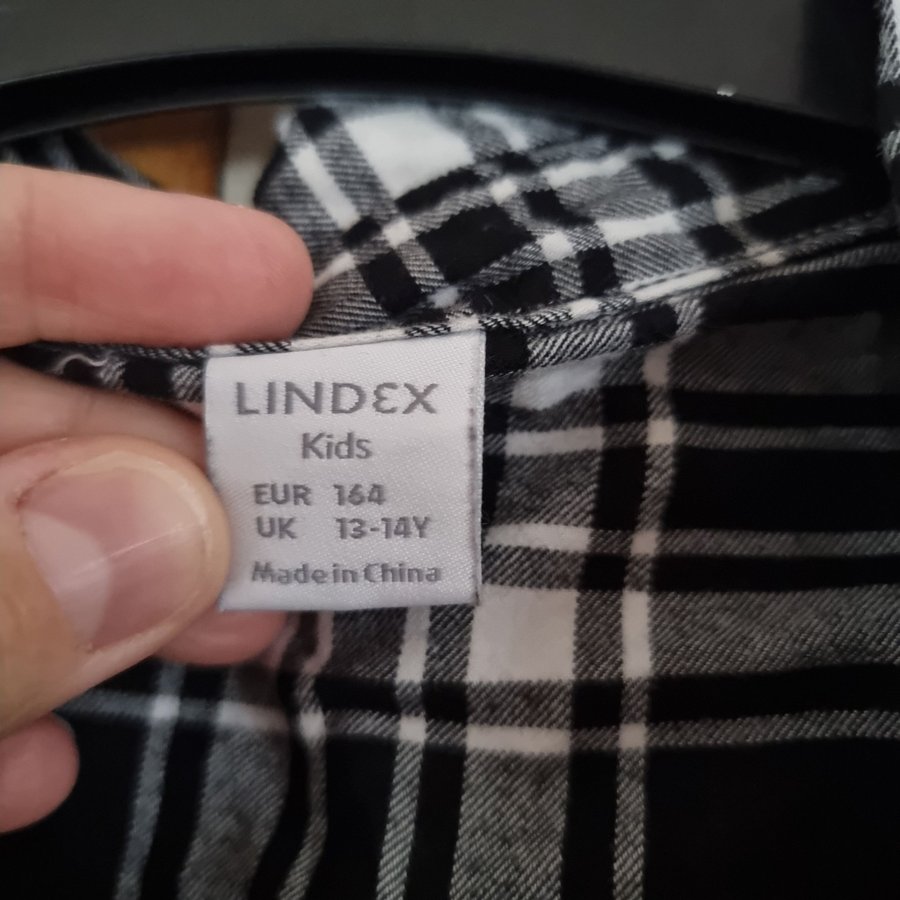 LINDEX
Kids
EUR 164
UK 13-14Y
Made in China